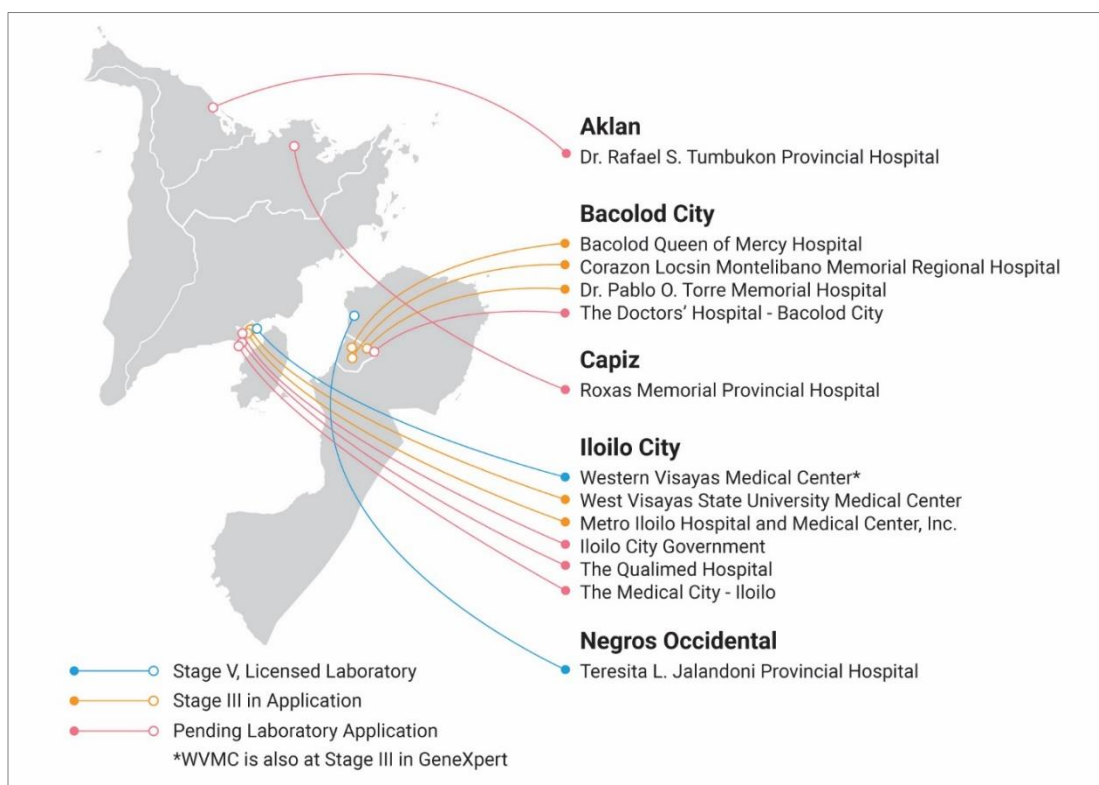 Aklan
Dr. Rafael S. Tumbukon Provincial Hospital
Bacolod City
Bacolod Queen of Mercy Hospital
Corazon Locsin Montelibano Memorial Regional Hospital
Dr. Pablo O. Torre Memorial Hospital
The Doctors’ Hospital - Bacolod City
Capiz
Roxas Memorial Provincial Hospital
Iloilo City
Western Visayas Medical Center*
West Visayas State University Medical Center
Metro Iloilo Hospital and Medical Center, Inc.
Iloilo City Government
The Qualimed Hospital
The Medical City - Iloilo
Negros Occidental
Teresita L. Jalandoni Provincial Hospital
Stage V, Licensed Laboratory
Stage III in Application
Pending Laboratory Application
*WVMC is also at Stage III in GeneXpert